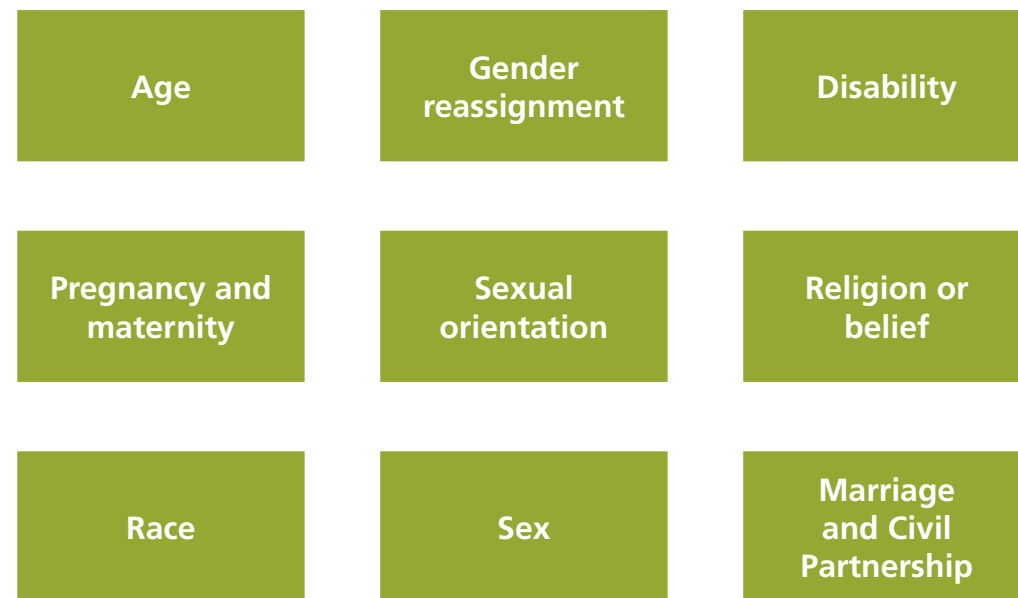 Age
Gender
reassignment
Disability
Pregnancy and
maternity
Sexual
orientation
Religion or
belief
Race
Sex
Marriage
and Civil
Partnership